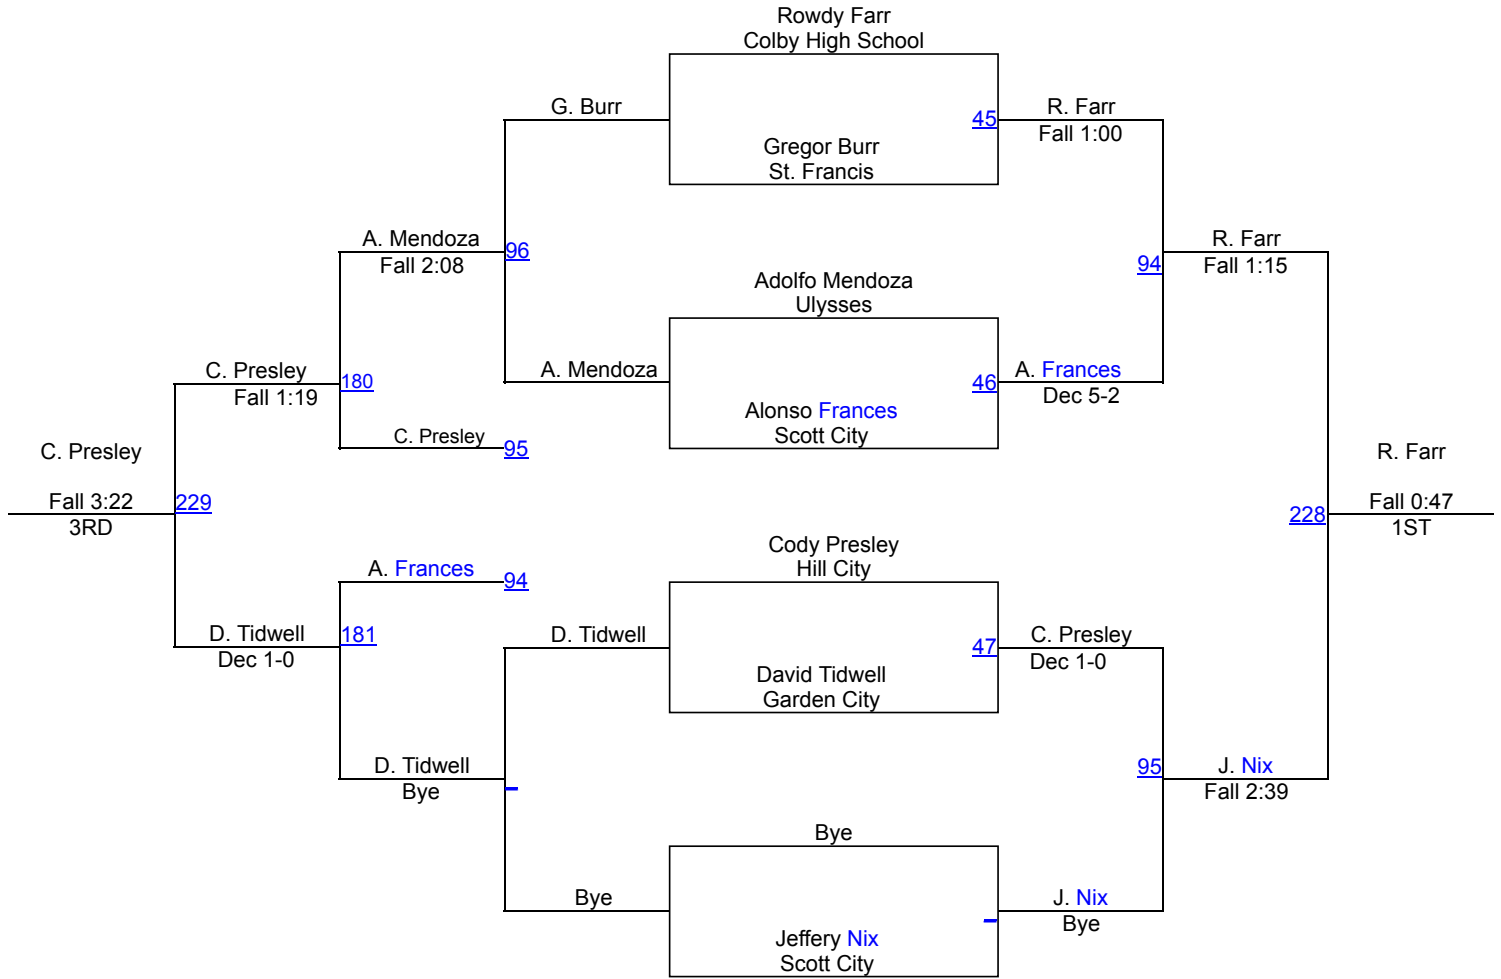 Rowdy Farr
Colby High School
G. Burr
45
R. Farr
Fall 1:00
Gregor Burr
St. Francis
A. Mendoza
Fall 2:08
96
94
R. Farr
Fall 1:15
Adolfo Mendoza
Ulysses
C. Presley
Fall 1:19
180
A. Mendoza
46
A. Frances
Dec 5-2
Alonso Frances
Scott City
C. Presley
95
C. Presley
Fall 3:22
3RD
229
R. Farr
Fall 0:47
1ST
228
Cody Presley
Hill City
A. Frances
94
D. Tidwell
Dec 1-0
181
D. Tidwell
47
C. Presley
Dec 1-0
David Tidwell
Garden City
D. Tidwell
Bye
95
J. Nix
Fall 2:39
Bye
Bye
J. Nix
Bye
Jeffery Nix
Scott City